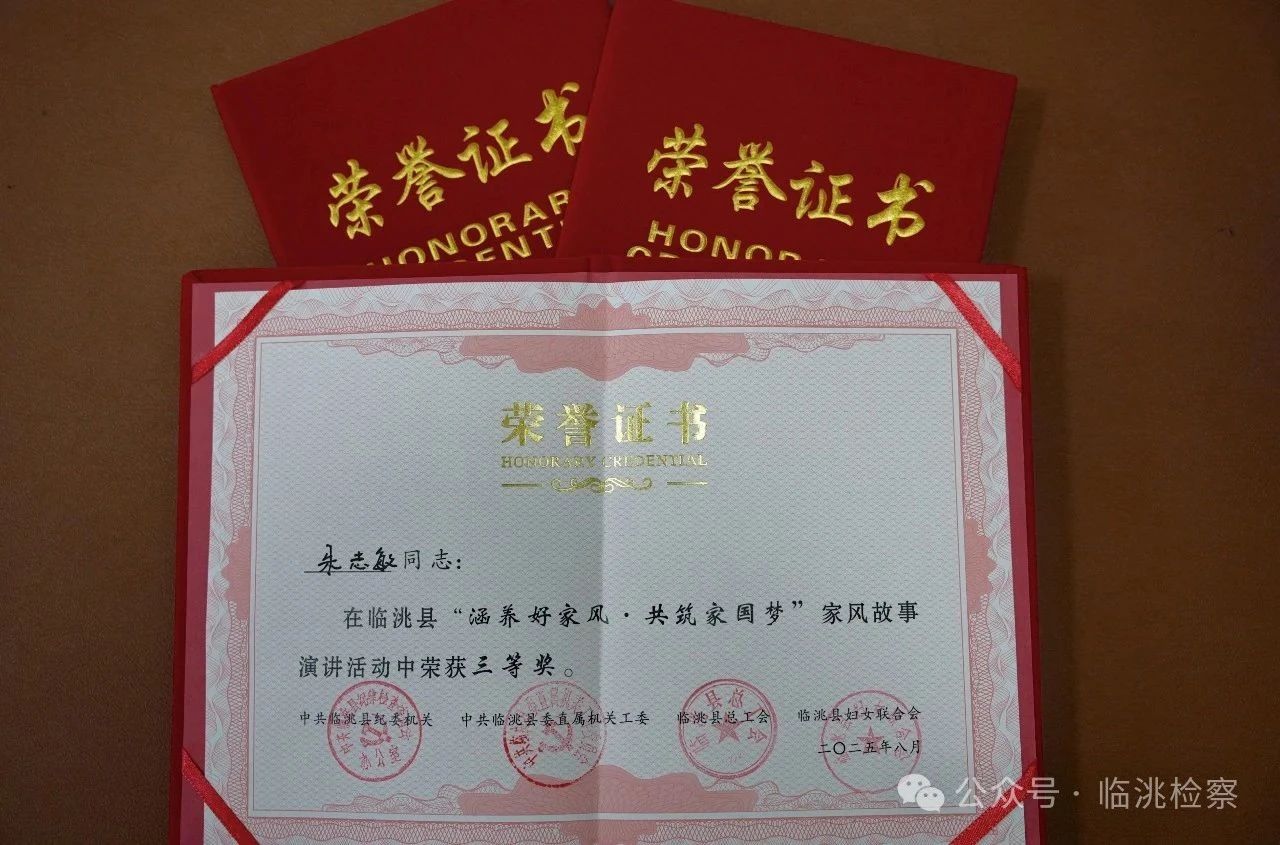 荣誉证书
HONORAR
荣誉证书
HONORA
荣誉证书
HONORARY CREDENTIAL
朱志敏同志：
在临洮县“涵养好家风·共筑家国梦”家风故事
演讲活动中荣获三等奖。
中共临洮县纪委机关 中共临洮县委直属机关工委 临洮县总工会 临洮县妇女联合会
二〇二五年八月
公众号·临洮检察